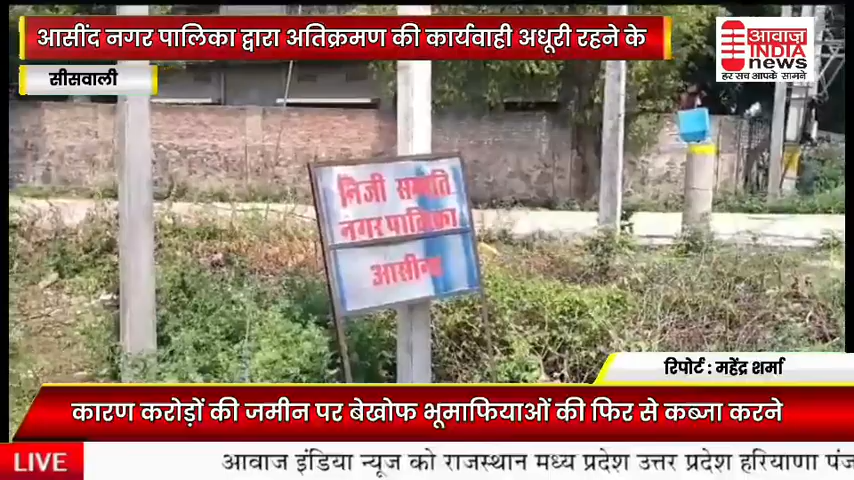 आसींद नगर पालिका द्वारा अतिक्रमण की कार्यवाही अधूरी रहने के
सीसवाली
आवाज़
INDIA
news
हर सच आपके सामने
निजी सम्पति
नगर पालिका
आसीन्द
रिपोर्ट : महेंद्र शर्मा
कारण करोड़ों की जमीन पर बेखोफ भूमाफियाओं की फिर से कब्जा करने
LIVE
आवाज इंडिया न्यूज को राजस्थान मध्य प्रदेश उत्तर प्रदेश हरियाणा पंज